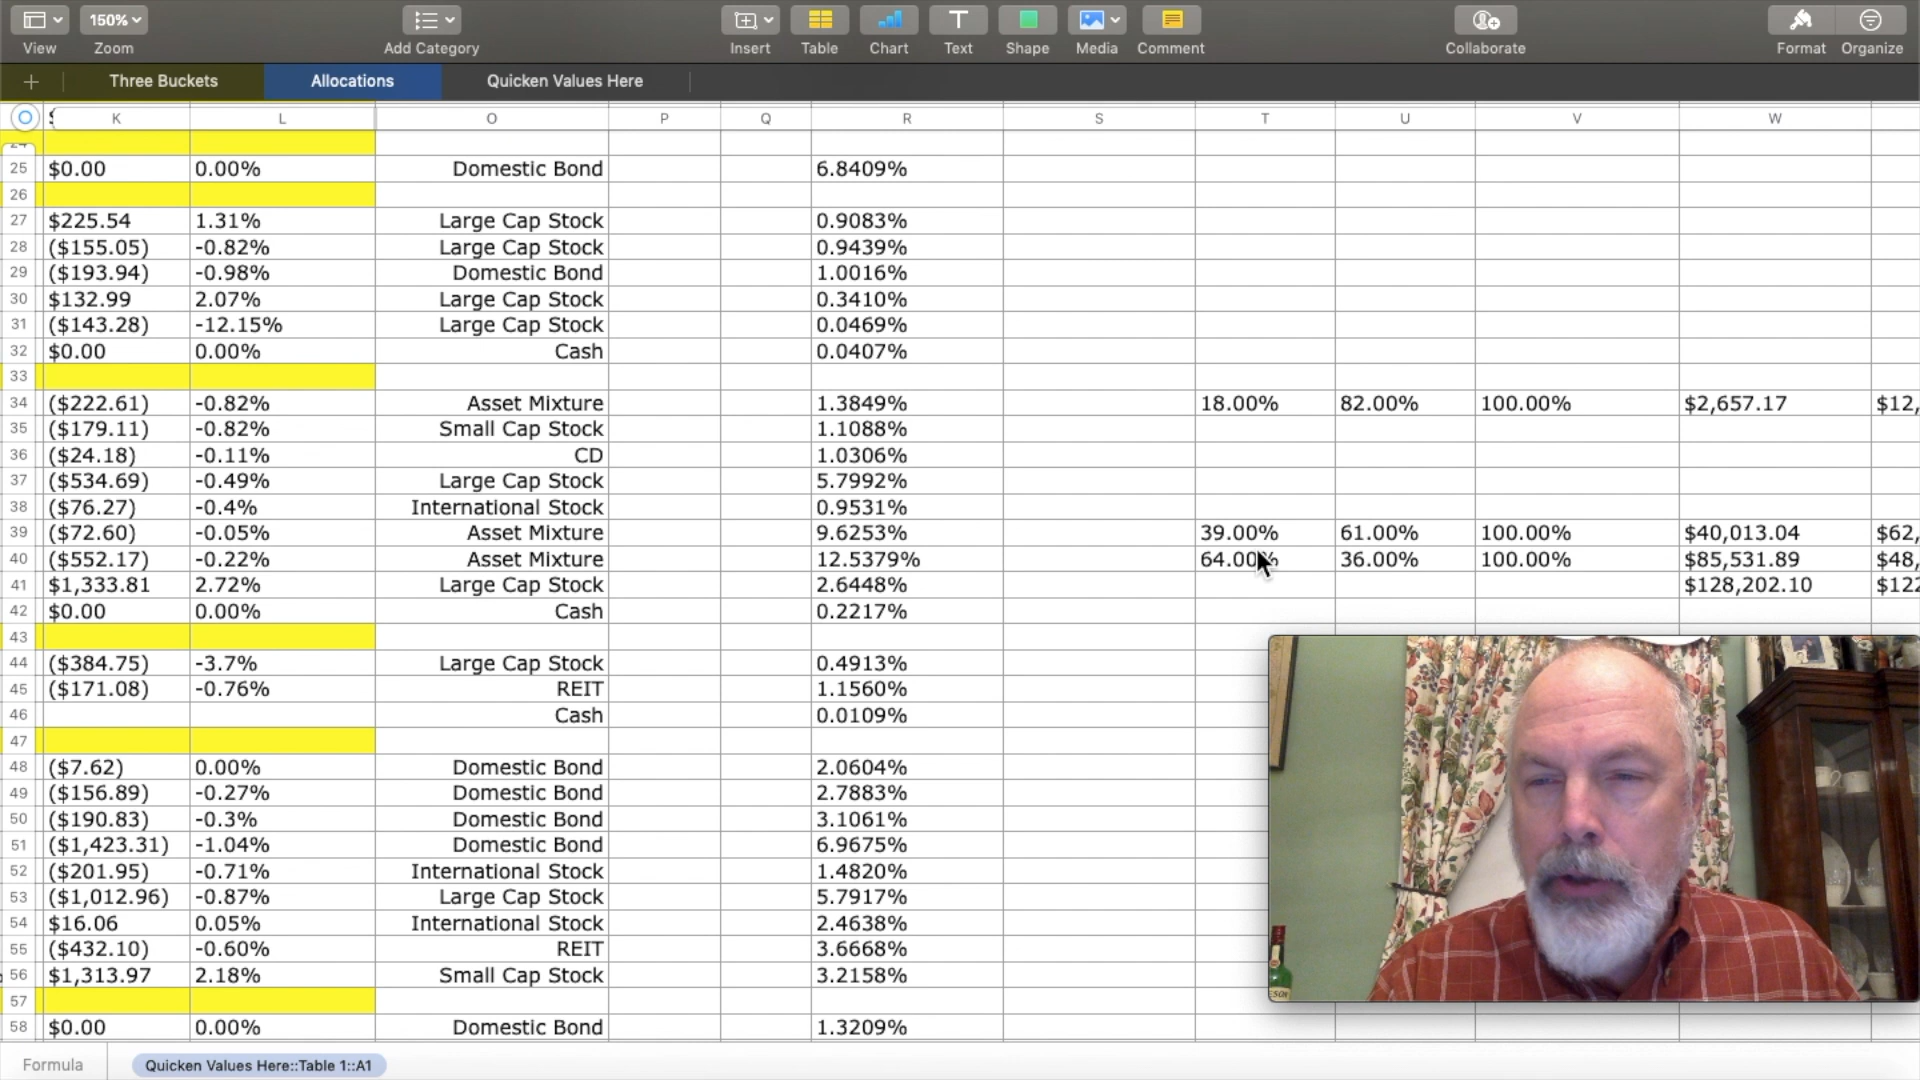 150%
View Zoom Add Category Insert Table Chart Text Shape Media Comment Collaborate Format Organize
Three Buckets Allocations Quicken Values Here
K L O P Q R S T U V W
25 $0.00 0.00% Domestic Bond 6.8409%
26
27 $225.54 1.31% Large Cap Stock 0.9083%
28 ($155.05) -0.82% Large Cap Stock 0.9439%
29 ($193.94) -0.98% Domestic Bond 1.0016%
30 $132.99 2.07% Large Cap Stock 0.3410%
31 ($143.28) -12.15% Large Cap Stock 0.0469%
32 $0.00 0.00% Cash 0.0407%
33
34 ($222.61) -0.82% Asset Mixture 1.3849% 18.00% 82.00% 100.00% $2,657.17 $12,
35 ($179.11) -0.82% Small Cap Stock 1.1088%
36 ($24.18) -0.11% CD 1.0306%
37 ($534.69) -0.49% Large Cap Stock 5.7992%
38 ($76.27) -0.4% International Stock 0.9531%
39 ($72.60) -0.05% Asset Mixture 9.6253% 39.00% 61.00% 100.00% $40,013.04 $62,
40 ($552.17) -0.22% Asset Mixture 12.5379% 64.00% 36.00% 100.00% $85,531.89 $48,
41 $1,333.81 2.72% Large Cap Stock 2.6448% $128,202.10 $122
42 $0.00 0.00% Cash 0.2217%
43
44 ($384.75) -3.7% Large Cap Stock 0.4913%
45 ($171.08) -0.76% REIT 1.1560%
46 Cash 0.0109%
47
48 ($7.62) 0.00% Domestic Bond 2.0604%
49 ($156.89) -0.27% Domestic Bond 2.7883%
50 ($190.83) -0.3% Domestic Bond 3.1061%
51 ($1,423.31) -1.04% Domestic Bond 6.9675%
52 ($201.95) -0.71% International Stock 1.4820%
53 ($1,012.96) -0.87% Large Cap Stock 5.7917%
54 $16.06 0.05% International Stock 2.4638%
55 ($432.10) -0.60% REIT 3.6668%
56 $1,313.97 2.18% Small Cap Stock 3.2158%
57
58 $0.00 0.00% Domestic Bond 1.3209%
Formula Quicken Values Here::Table 1::A1